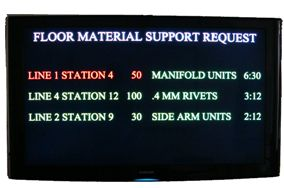 FLOOR MATERIAL SUPPORT REQUEST
LINE 1 STATION 4 50 MANIFOLD UNITS 6:30
LINE 4 STATION 12 100 .4 MM RIVETS 3:12
LINE 2 STATION 9 30 SIDE ARM UNITS 2:12